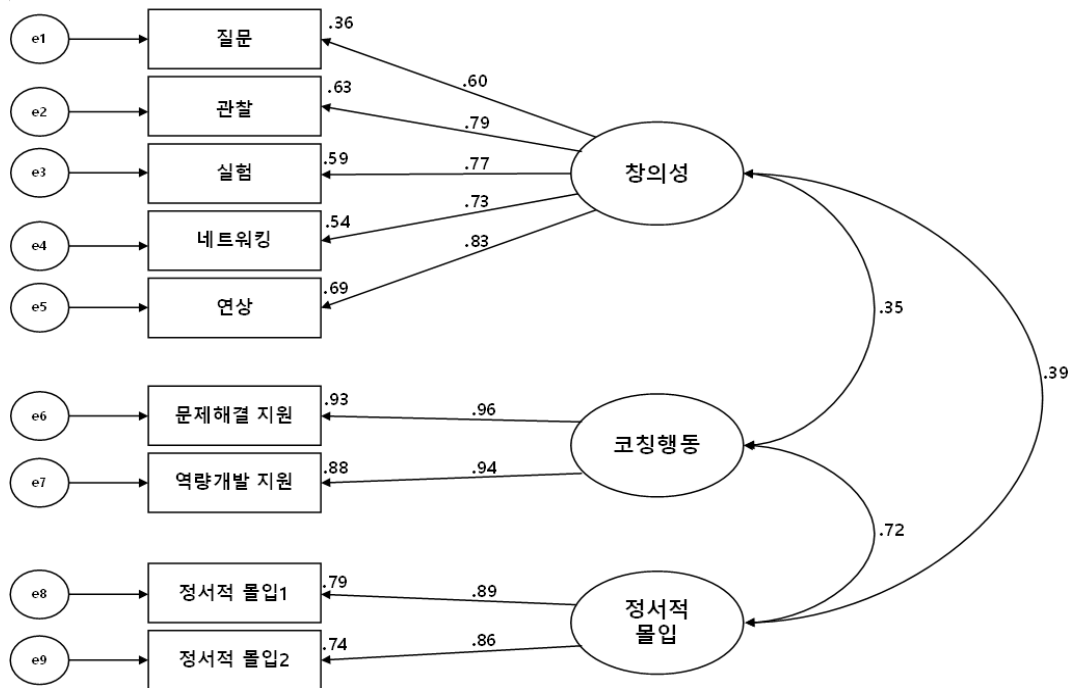 e1
질문
.36
.60
e2
관찰
.63
.79
e3
실험
.59
.77
창의성
e4
네트워킹
.54
.73
e5
연상
.69
.83
.35
.39
e6
문제해결 지원
.93
.96
코칭행동
e7
역량개발 지원
.88
.94
.72
e8
정서적 몰입1
.79
.89
정서적
몰입
e9
정서적 몰입2
.74
.86